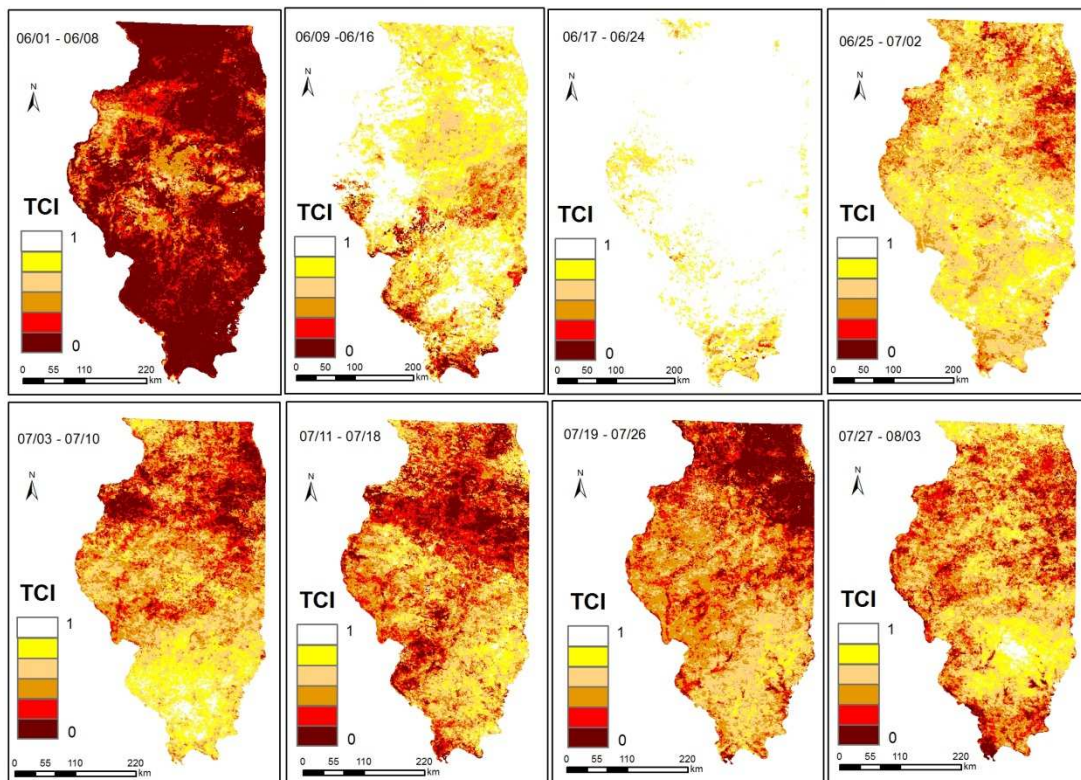 06/01 - 06/08
N
TCI
1
0
0 55 110 220
km
06/09 -06/16
N
TCI
1
0
0 50 100 200
km
06/17 - 06/24
N
TCI
1
0
0 50 100 200
km
06/25 - 07/02
N
TCI
1
0
0 55 110 220
km
07/03 - 07/10
N
TCI
1
0
0 55 110 220
km
07/11 - 07/18
N
TCI
1
0
0 55 110 220
km
07/19 - 07/26
N
TCI
1
0
0 55 110 220
km
07/27 - 08/03
N
TCI
1
0
0 55 110 220
km